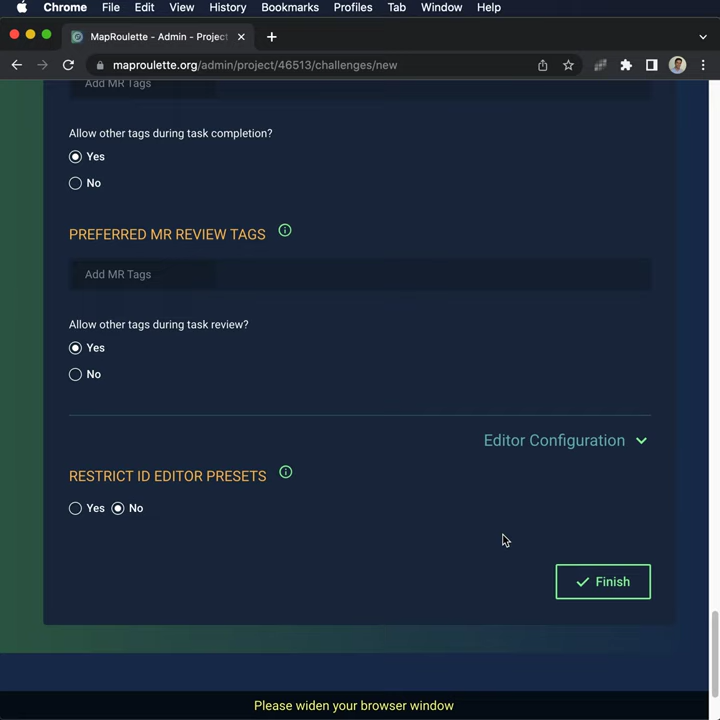 Chrome File Edit View History Bookmarks Profiles Tab Window Help
MapRoulette - Admin - Project
maproulette.org/admin/project/46513/challenges/new
Add MR Tags
Allow other tags during task completion?
Yes
No
PREFERRED MR REVIEW TAGS
Add MR Tags
Allow other tags during task review?
Yes
No
Editor Configuration
RESTRICT ID EDITOR PRESETS
Yes No
Finish
Please widen your browser window